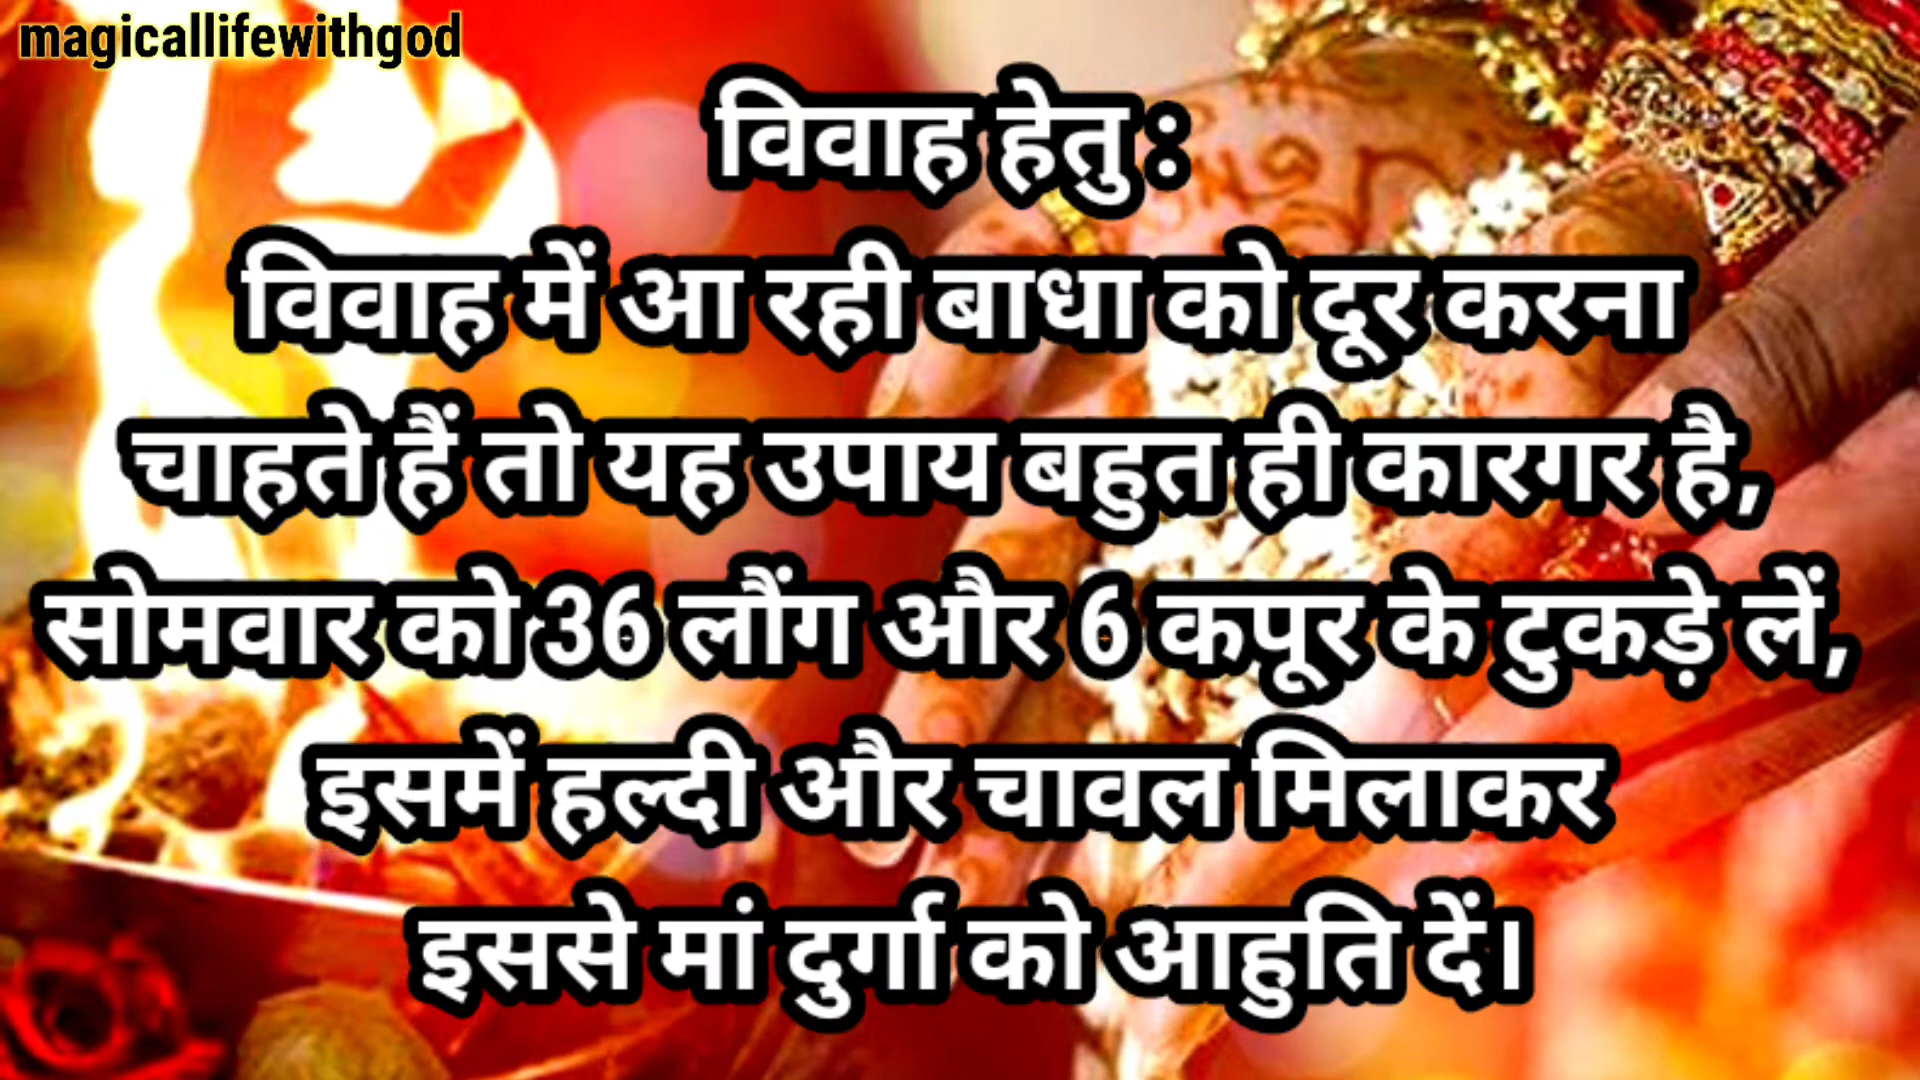 magicallifewithgod
विवाह हेतु :
विवाह में आ रही बाधा को दूर करना
चाहते हैं तो यह उपाय बहुत ही कारगर है,
सोमवार को 36 लौंग और 6 कपूर के टुकड़े लें,
इसमें हल्दी और चावल मिलाकर
इससे मां दुर्गा को आहुति दें।